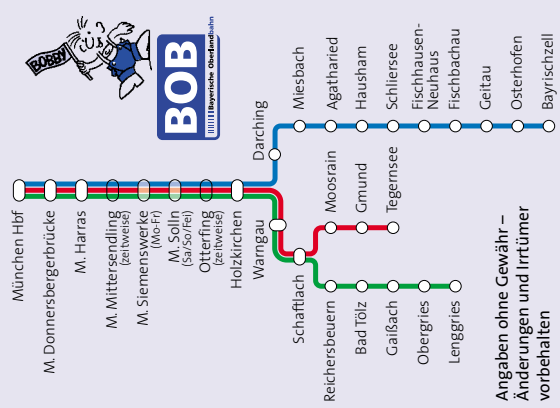 BOBBY
BOB
Bayerische Oberlandbahn
München Hbf
M. Donnersbergerbrücke
M. Harras
M. Mittersendling
(zeitweise)
M. Siemenswerke
(Mo-Fr)
M. Solln
(Sa/So/Fei)
Otterfing
(zeitweise)
Holzkirchen
Darching
Miesbach
Agatharied
Hausham
Schliersee
Fischhausen-
Neuhaus
Fischbachau
Geitau
Osterhofen
Bayrischzell
Warngau
Schaftlach
Moosrain
Gmund
Tegernsee
Reichersbeuern
Bad Tölz
Gaißach
Obergries
Lenggries
Angaben ohne Gewähr –
Änderungen und Irrtümer
vorbehalten